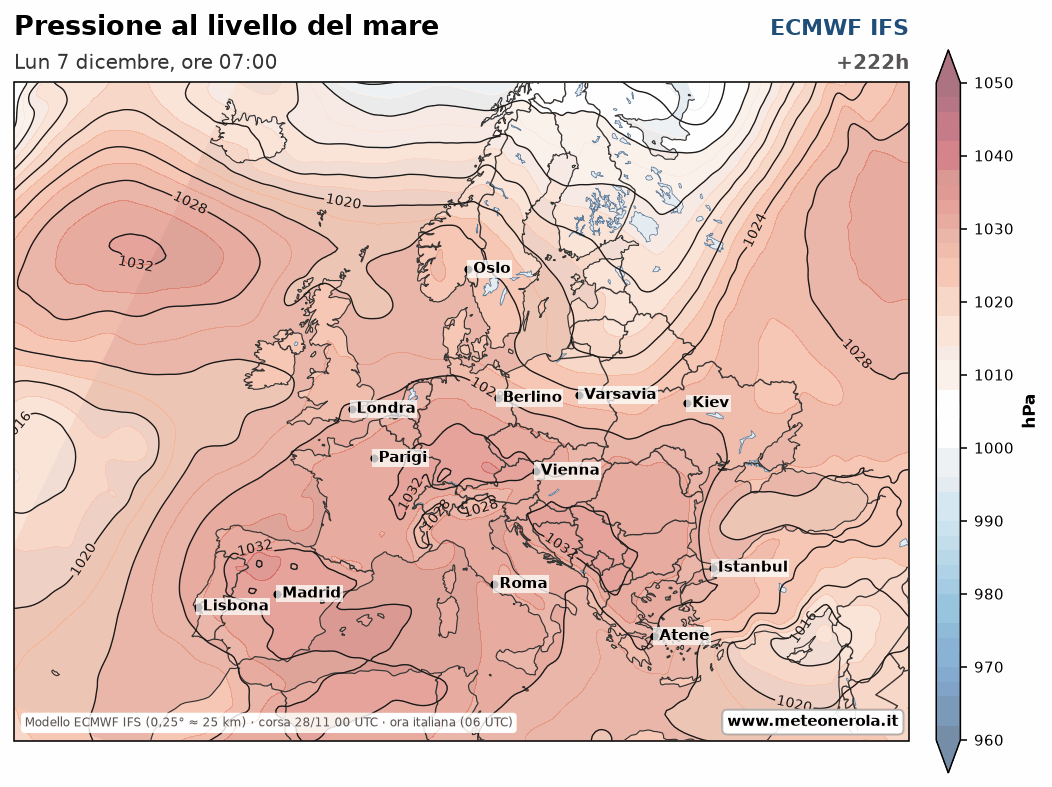 Pressione al livello del mare
ECMWF IFS
Lun 7 dicembre, ore 07:00
+222h
1028
1020
1032
1024
1028
Oslo
102
Londra
Berlino
Varsavia
Kiev
Parigi
Vienna
1032
1028
1028
1032
1020
Lisbona
Madrid
Roma
Istanbul
Atene
1016
1020
Modello ECMWF IFS (0,25° ≈ 25 km) · corsa 28/11 00 UTC · ora italiana (06 UTC)
www.meteonerola.it
1050
1040
1030
1020
1010
1000
990
980
970
960
hPa